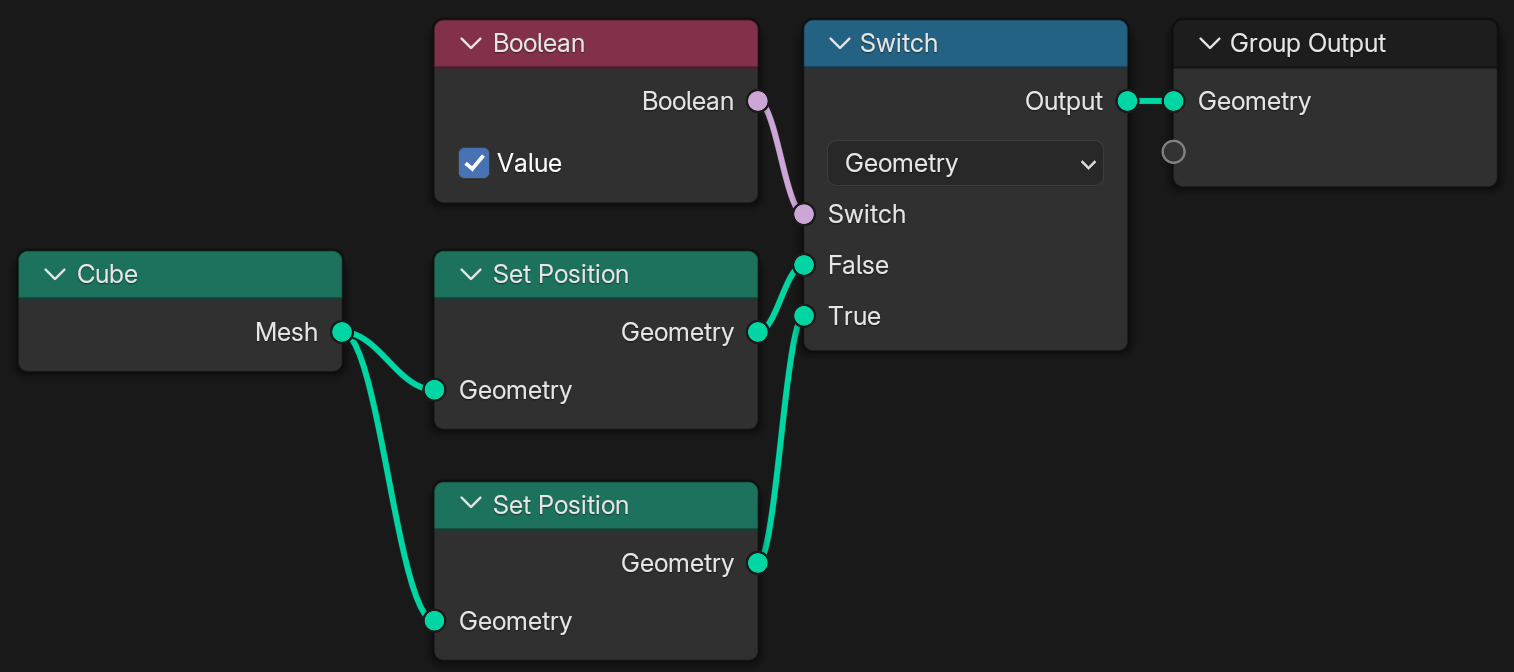 Boolean
Boolean
Value
Switch
Output
Geometry
Switch
False
True
Group Output
Geometry
Cube
Mesh
Set Position
Geometry
Geometry
Set Position
Geometry
Geometry